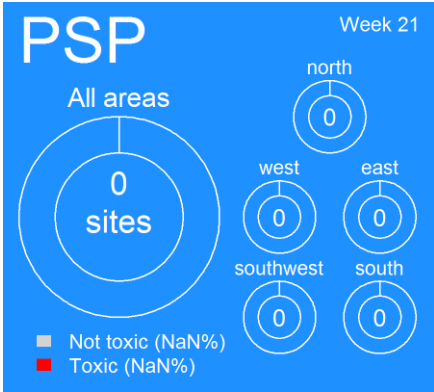 PSP
Week 21
All areas
0
sites
north
0
west
0
east
0
southwest
0
south
0
Not toxic (NaN%)
Toxic (NaN%)